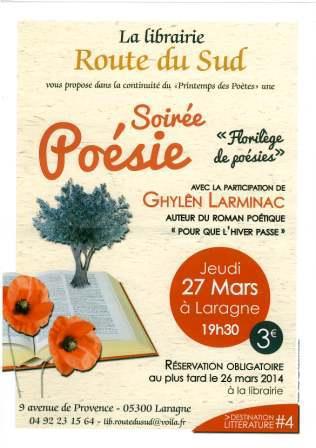 La librairie
Route du Sud
vous propose dans la continuité du «Printemps des Poètes» une
Soirée
Poésie
« Florilège
de poésies»
AVEC LA PARTICIPATION DE
GHYLÊN LARMINAC
AUTEUR DU ROMAN POÉTIQUE
« POUR QUE L'HIVER PASSE »
Jeudi
27 Mars
à Laragne
19h30
3€
RÉSERVATION OBLIGATOIRE
au plus tard le 26 mars 2014
à la librairie
9 avenue de Provence - 05300 Laragne
04 92 23 15 64 - lib.routedusud@voila.fr
>DESTINATION
LITTERATURE #4